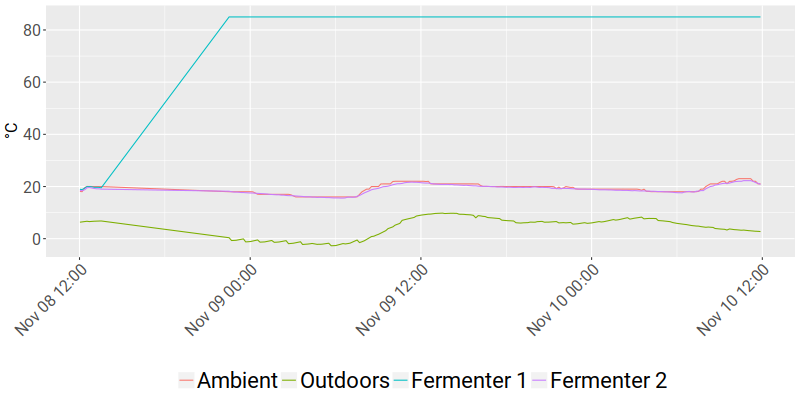 80
60
40
20
0
°C
Nov 08 12:00
Nov 09 00:00
Nov 09 12:00
Nov 10 00:00
Nov 10 12:00
Ambient Outdoors Fermenter 1 Fermenter 2